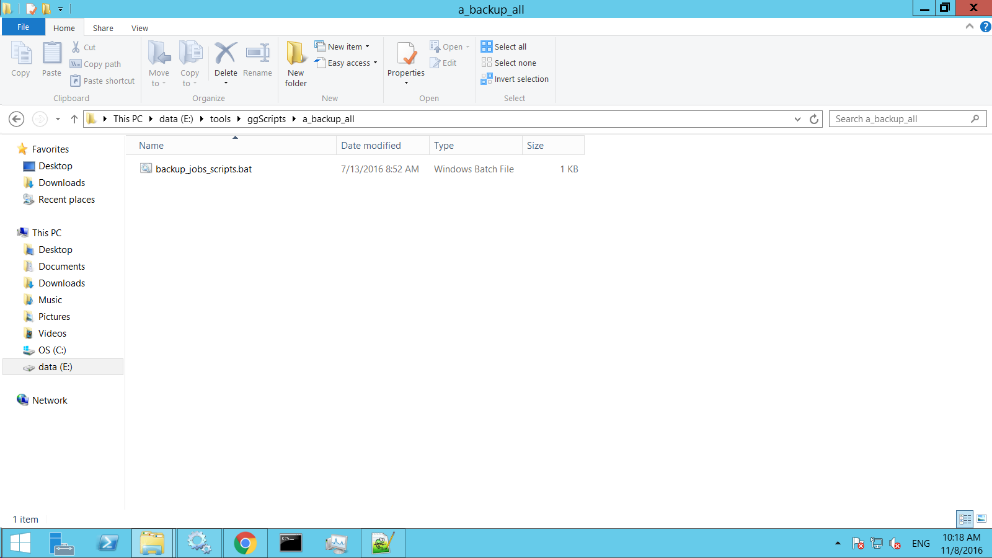 a_backup_all
File Home Share View
Copy Paste Cut Copy path Paste shortcut
Clipboard
Move to Copy to Delete Rename
Organize
New folder New item Easy access
New
Properties Open Edit
Open
Select all
Select none
Invert selection
Select
This PC data (E:) tools ggScripts a_backup_all
Search a_backup_all
Favorites
Desktop
Downloads
Recent places
This PC
Desktop
Documents
Downloads
Music
Pictures
Videos
OS (C:)
data (E:)
Network
Name Date modified Type Size
backup_jobs_scripts.bat 7/13/2016 8:52 AM Windows Batch File 1 KB
1 item
ENG
10:18 AM
11/8/2016